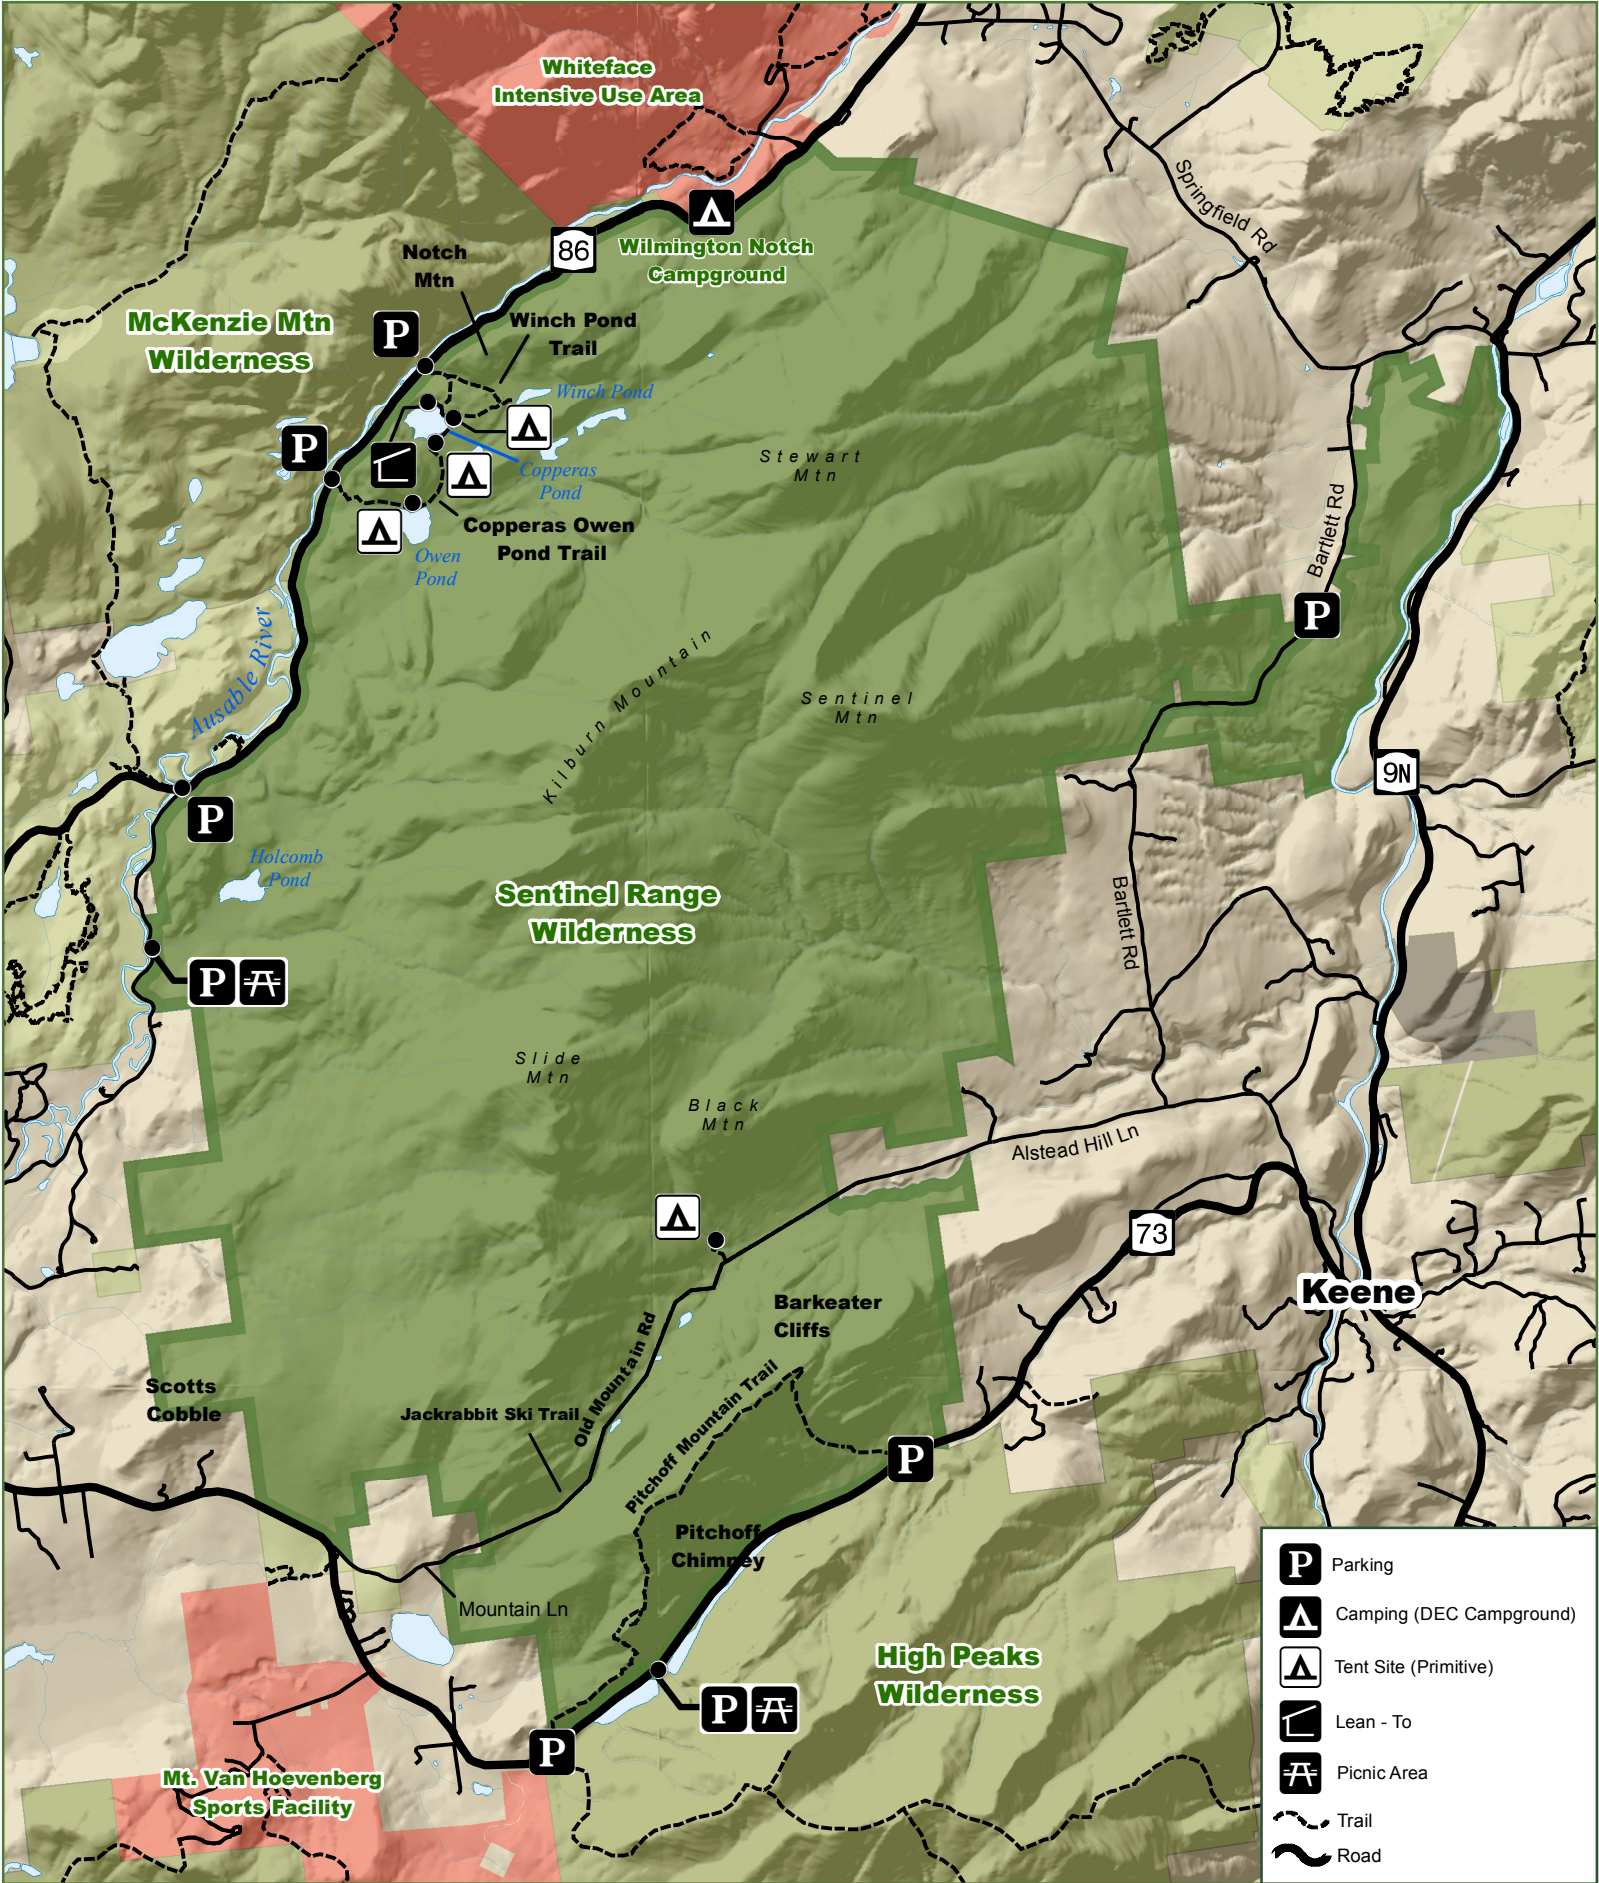 Whiteface
Intensive Use Area
Springfield Rd
86
Wilmington Notch
Campground
Notch
Mtn
McKenzie Mtn
Wilderness
P
Winch Pond
Trail
Winch Pond
P
Copperas
Pond
Stewart
Mtn
Copperas Owen
Pond Trail
Owen
Pond
Bartlett Rd
P
Ausable River
Kilburn Mountain
Sentinel
Mtn
9N
P
Holcomb
Pond
Sentinel Range
Wilderness
Bartlett Rd
P
Slide
Mtn
Black
Mtn
Alstead Hill Ln
73
Keene
Barkeater
Cliffs
Old Mountain Rd
Pitchoff Mountain Trail
Scotts
Cobble
Jackrabbit Ski Trail
P
Pitchoff
Chimney
Mountain Ln
High Peaks
Wilderness
P
P
Mt. Van Hoevenberg
Sports Facility
P Parking
Camping (DEC Campground)
Tent Site (Primitive)
Lean - To
Picnic Area
Trail
Road